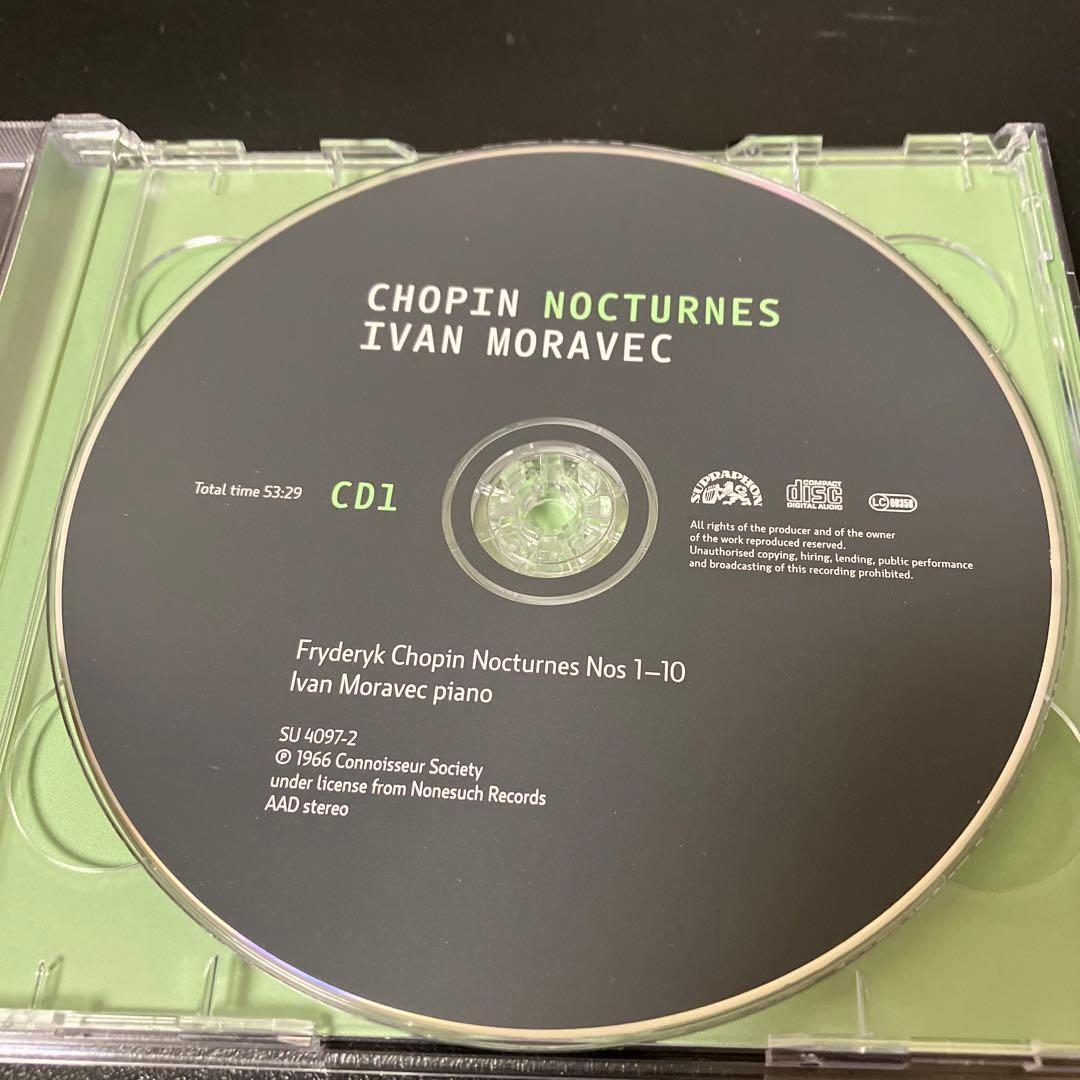 CHOPIN NOCTURNES
IVAN MORAVEC
Total time 53:29
CD1
SUPRAPHON
COMPACT
disc
DIGITAL AUDIO
LC 00358
All rights of the producer and of the owner
of the work reproduced reserved.
Unauthorised copying, hiring, lending, public performance
and broadcasting of this recording prohibited.
Fryderyk Chopin Nocturnes Nos 1–10
Ivan Moravec piano
SU 4097-2
℗ 1966 Connoisseur Society
under license from Nonesuch Records
AAD stereo